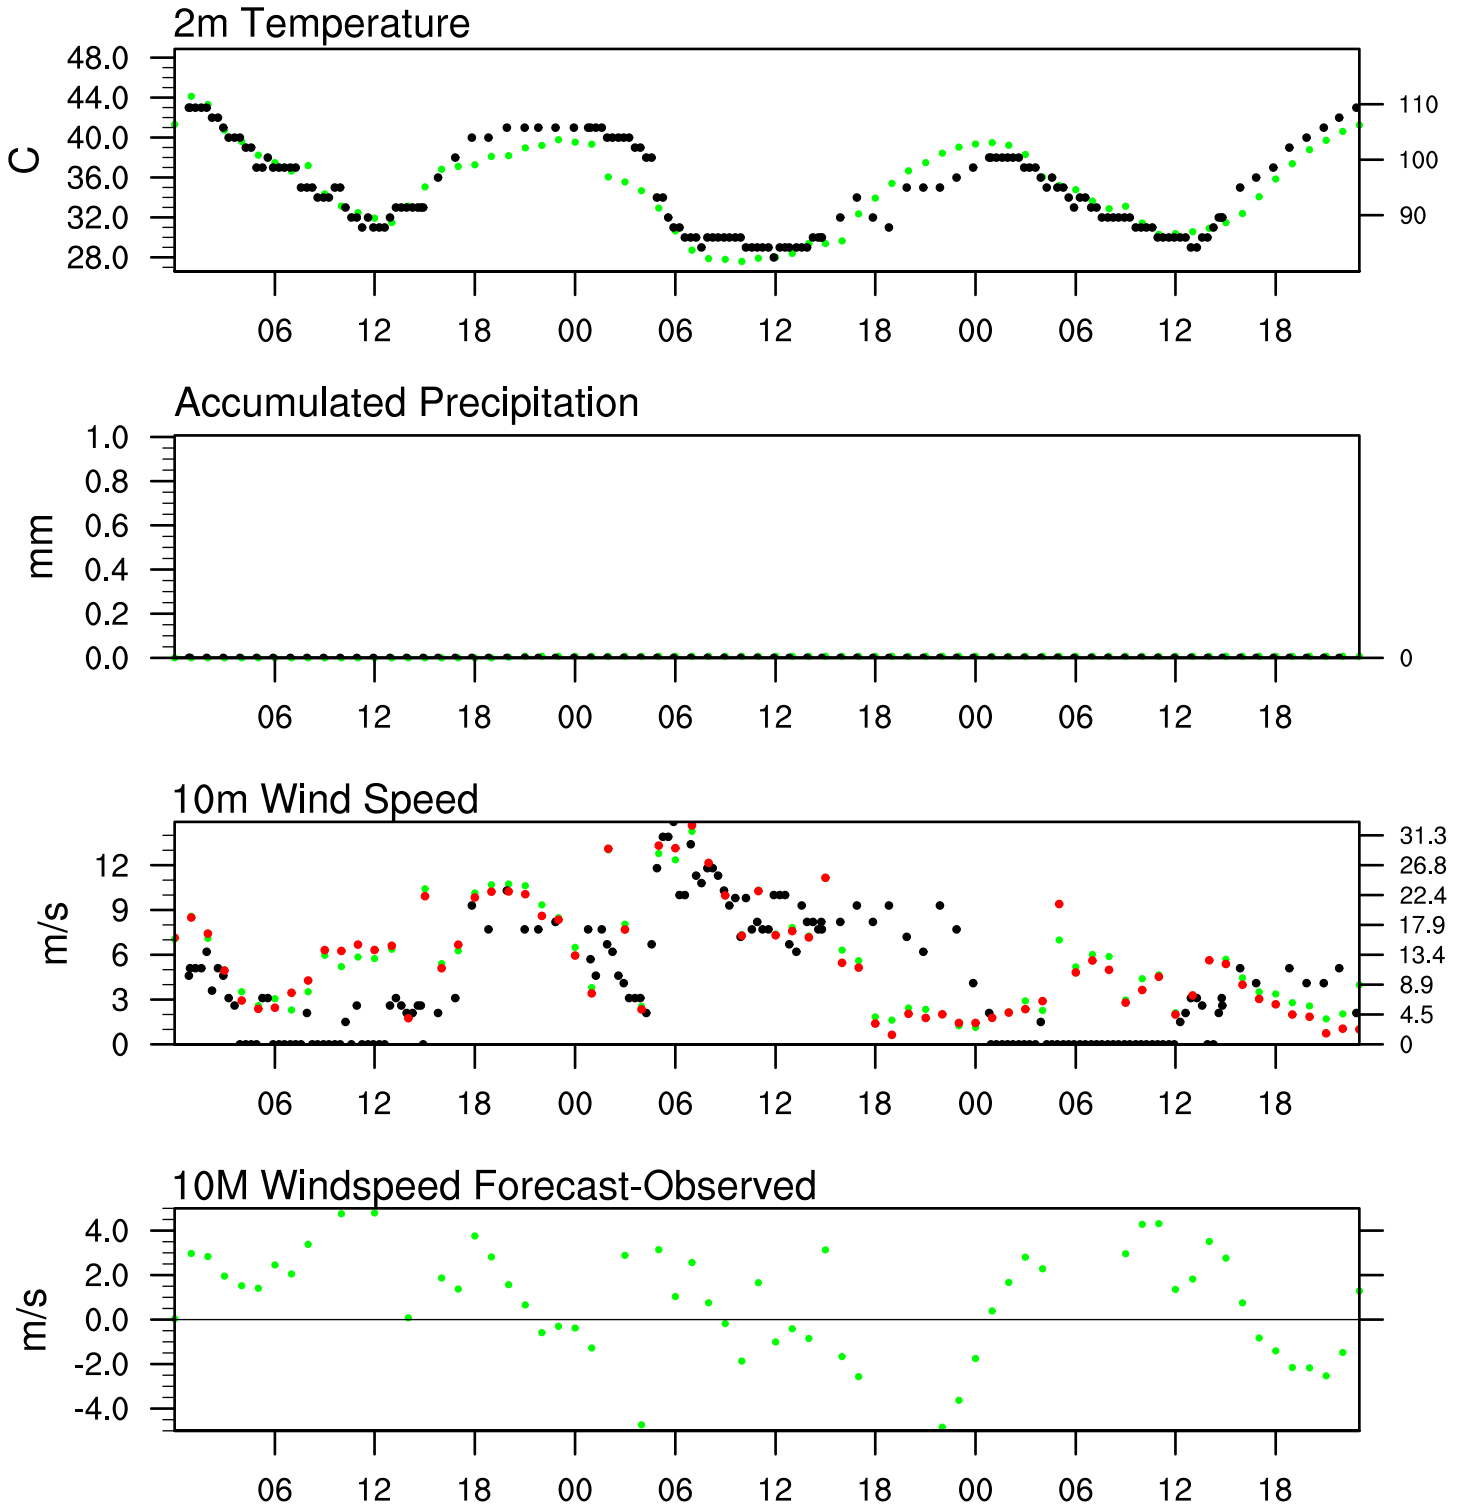 2m Temperature
48.0
44.0 110
40.0
C 100
36.0
32.0 90
28.0
06 12 18 00 06 12 18 00 06 12 18
Accumulated Precipitation
1.0
0.8
0.6
mm
0.4
0.2
0.0 0
06 12 18 00 06 12 18 00 06 12 18
10m Wind Speed
31.3
12 26.8
9 22.4
m/s 17.9
6 13.4
3 8.9
4.5
0 0
06 12 18 00 06 12 18 00 06 12 18
10M Windspeed Forecast-Observed
4.0
2.0
m/s 0.0
-2.0
-4.0
06 12 18 00 06 12 18 00 06 12 18